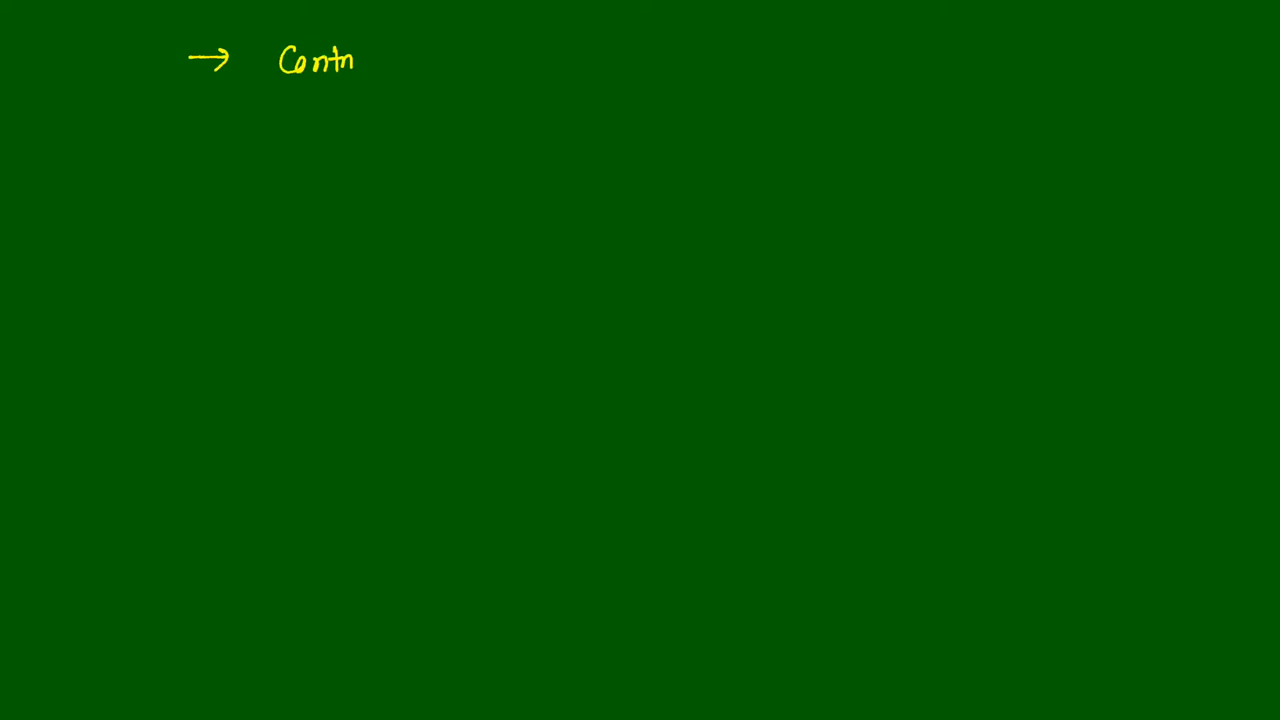 → Contn